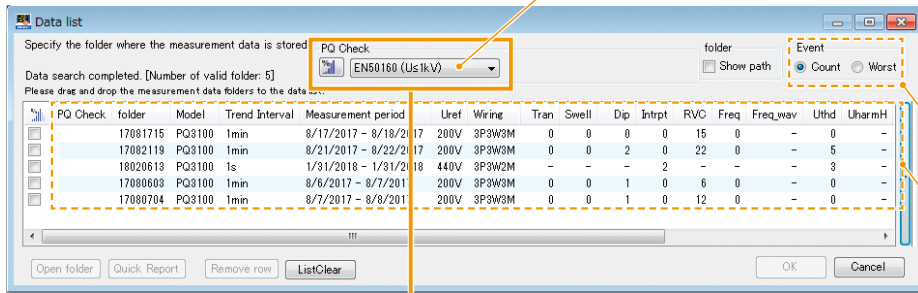 Data list
Specify the folder where the measurement data is stored
PQ Check
EN50160 (U≤1kV)
folder
Show path
Event
Count Worst
Data search completed. [Number of valid folder: 5]
Please drag and drop the measurement data folders to the data list.
PQ Check folder Model Trend Interval Measurement period Uref Wiring Tran Swell Dip Intrpt RVC Freq Freq_wav Uthd UharmH
17081715 PQ3100 1min 8/17/2017 - 8/18/2017 200V 3P3W3M 0 0 0 0 15 0 - 0 -
17082119 PQ3100 1min 8/21/2017 - 8/22/2017 200V 3P3W3M 0 0 2 0 22 0 - 5 -
18020613 PQ3100 1s 1/31/2018 - 1/31/2018 440V 3P3W2M - - - 2 - - - 3 -
17080603 PQ3100 1min 8/6/2017 - 8/7/2017 200V 3P3W3M 0 0 1 0 6 0 - 0 -
17080704 PQ3100 1min 8/7/2017 - 8/8/2017 200V 3P3W3M 0 0 1 0 12 0 - 0 -
Open folder Quick Report Remove row ListClear OK Cancel